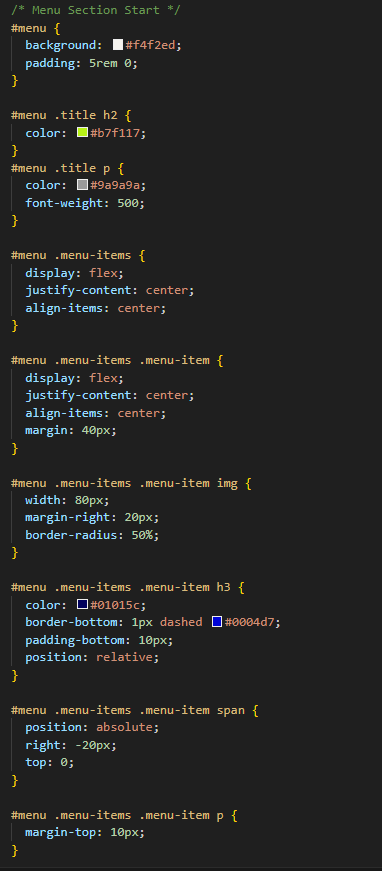 /* Menu Section Start */
#menu {
  background: #f4f2ed;
  padding: 5rem 0;
}

#menu .title h2 {
  color: #b7f117;
}
#menu .title p {
  color: #9a9a9a;
  font-weight: 500;
}

#menu .menu-items {
  display: flex;
  justify-content: center;
  align-items: center;
}

#menu .menu-items .menu-item {
  display: flex;
  justify-content: center;
  align-items: center;
  margin: 40px;
}

#menu .menu-items .menu-item img {
  width: 80px;
  margin-right: 20px;
  border-radius: 50%;
}

#menu .menu-items .menu-item h3 {
  color: #01015c;
  border-bottom: 1px dashed #0004d7;
  padding-bottom: 10px;
  position: relative;
}

#menu .menu-items .menu-item span {
  position: absolute;
  right: -20px;
  top: 0;
}

#menu .menu-items .menu-item p {
  margin-top: 10px;
}